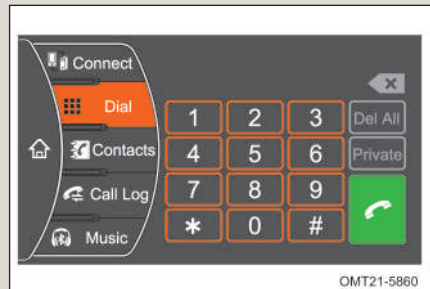 Connect
Dial
Contacts
Call Log
Music
1 2 3 Del All
4 5 6 Private
7 8 9
* 0 #
OMT21-5860